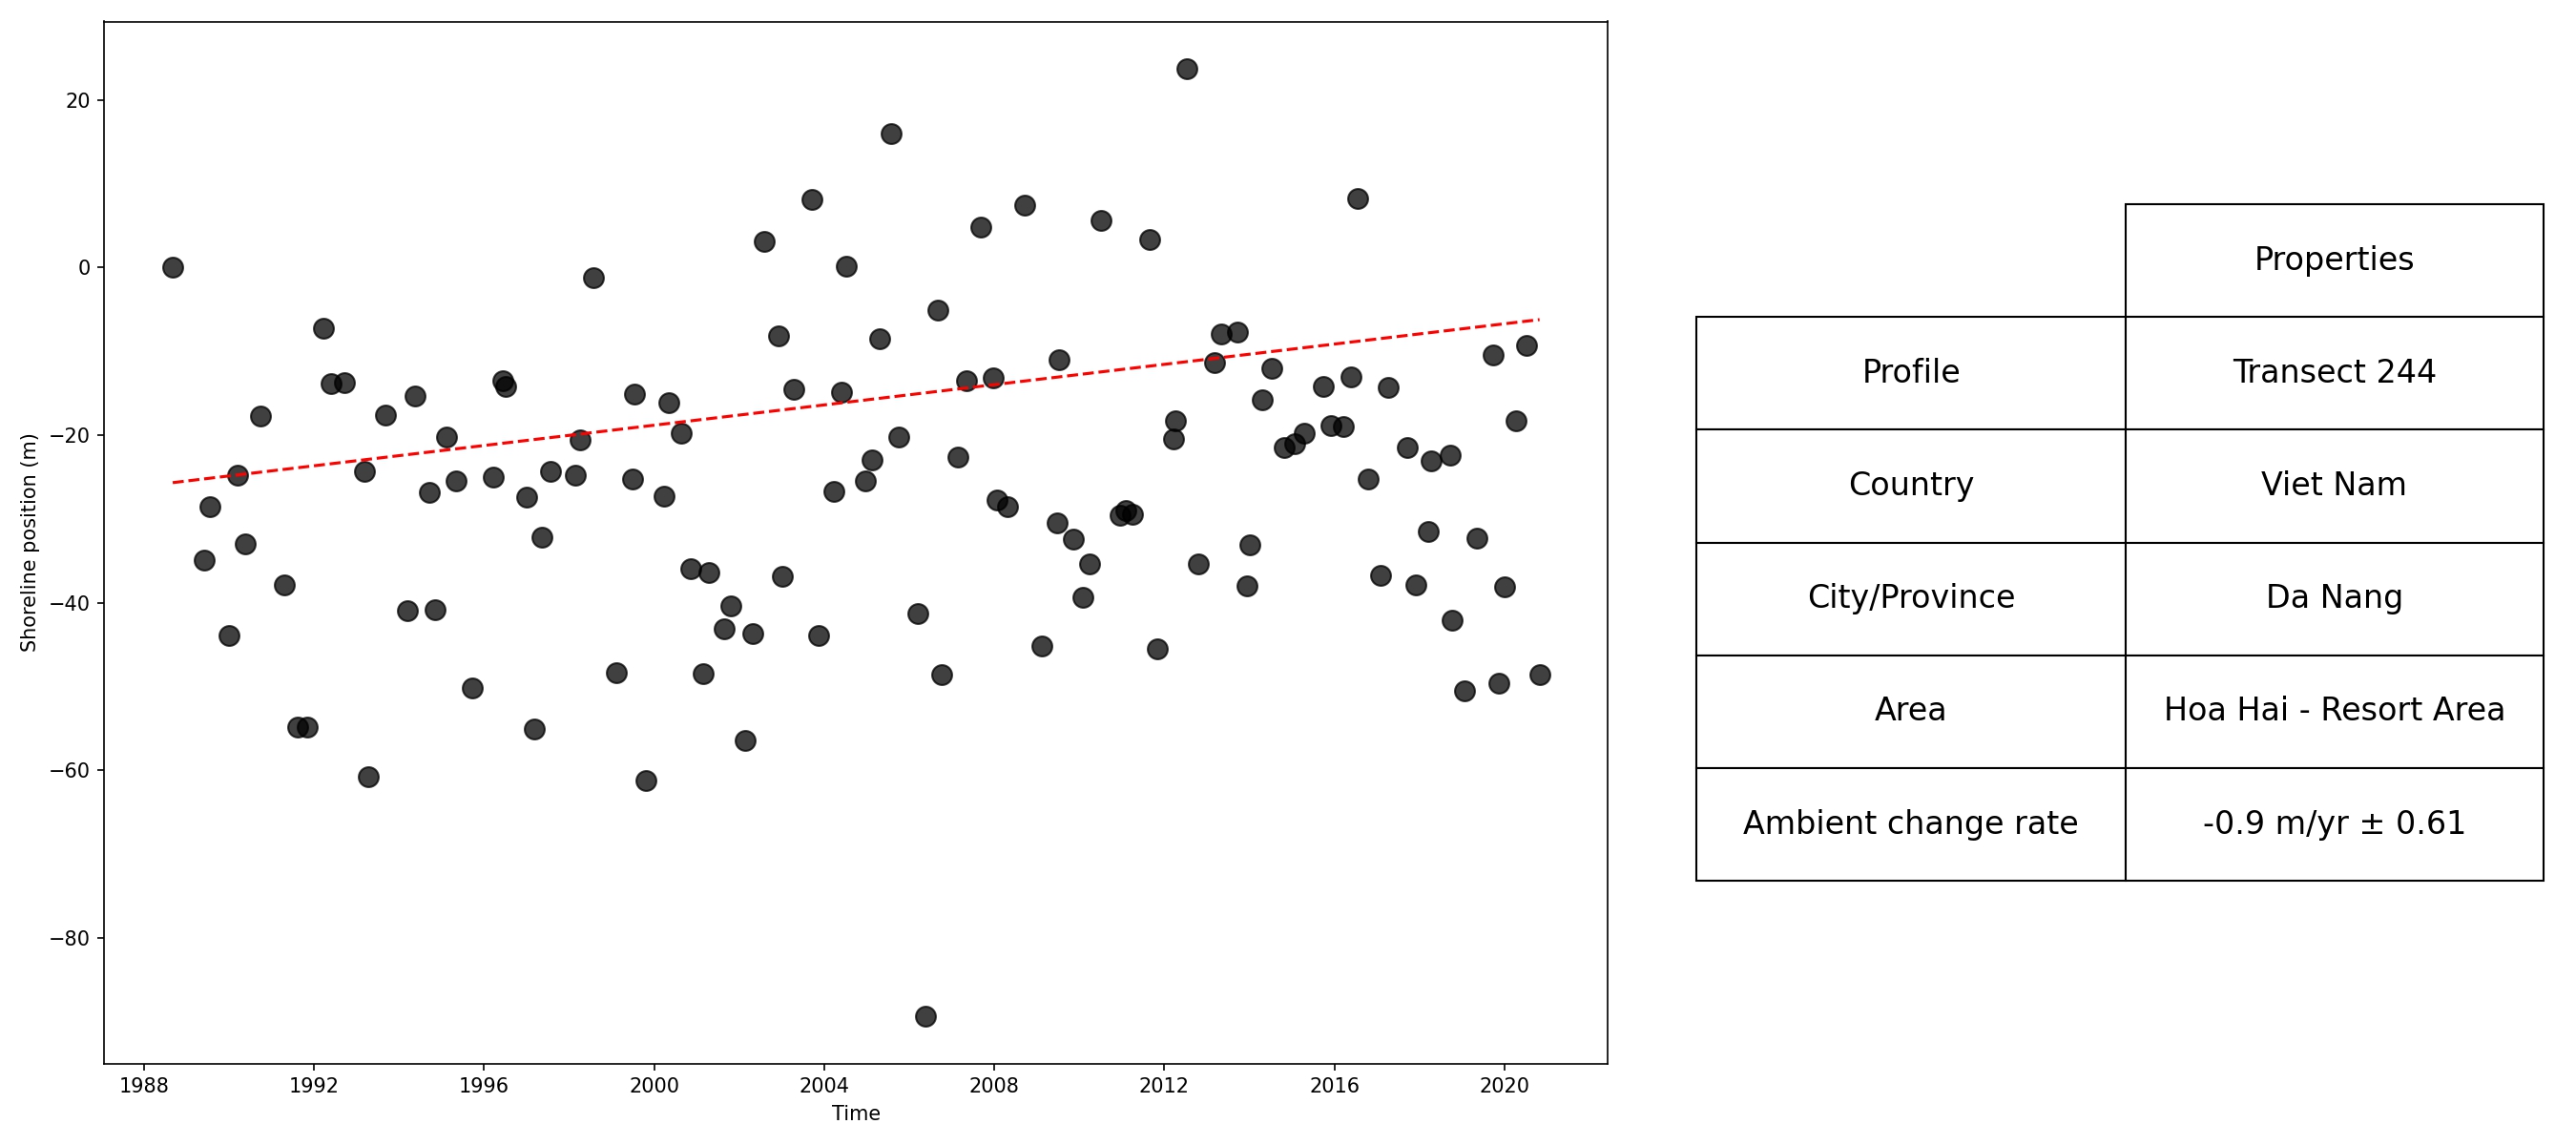 20
0
−20
−40
−60
−80
Shoreline position (m)
1988 1992 1996 2000 2004 2008 2012 2016 2020
Time
Properties
Profile Transect 244
Country Viet Nam
City/Province Da Nang
Area Hoa Hai - Resort Area
Ambient change rate -0.9 m/yr ± 0.61